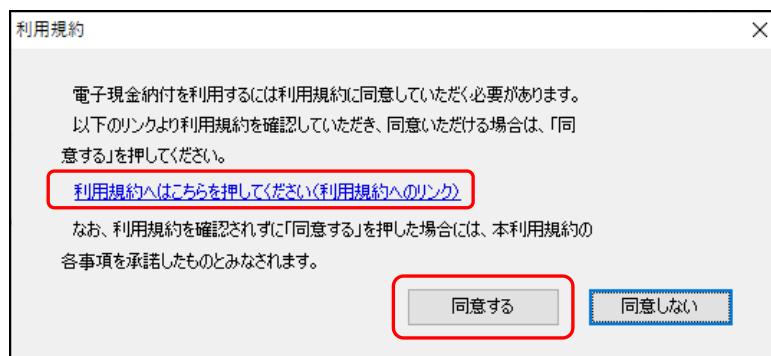 利用規約
電子現金納付を利用するには利用規約に同意していただく必要があります。
以下のリンクより利用規約を確認していただき、同意いただける場合は、「同
意する」を押してください。
利用規約へはこちらを押してください(利用規約へのリンク)
なお、利用規約を確認されずに「同意する」を押した場合には、本利用規約の
各事項を承諾したものとみなされます。
同意する 同意しない